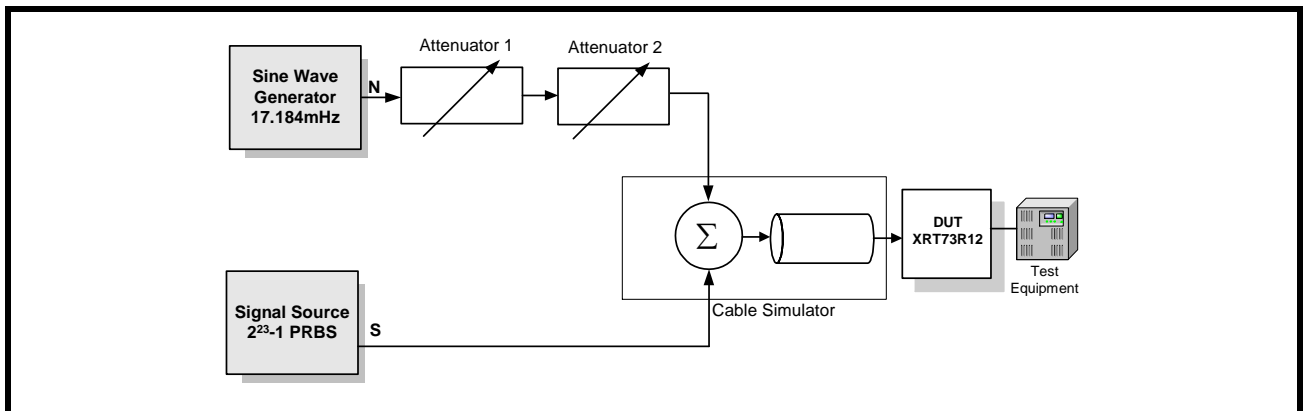 Attenuator 1
Attenuator 2
Sine Wave
Generator
17.184mHz
N
Σ
DUT
XRT73R12
Test
Equipment
Cable Simulator
Signal Source
2²³-1 PRBS
S